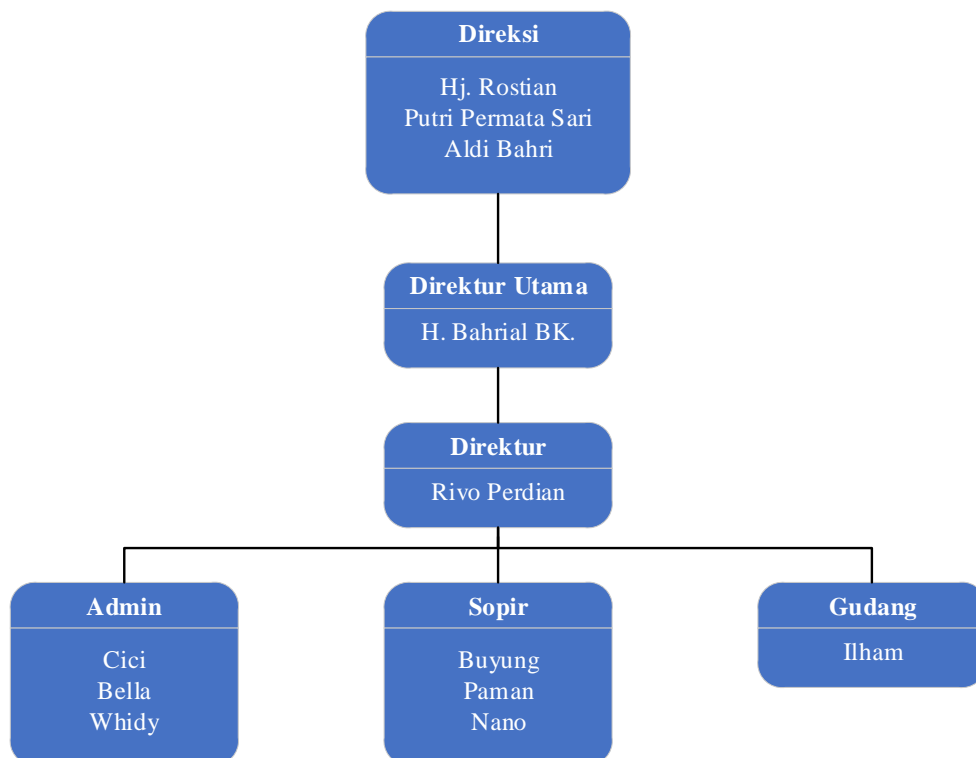 Direksi
Hj. Rostian
Putri Permata Sari
Aldi Bahri
Direktur Utama
H. Bahrial BK.
Direktur
Rivo Perdian
Admin
Cici
Bella
Whidy
Sopir
Buyung
Paman
Nano
Gudang
Ilham